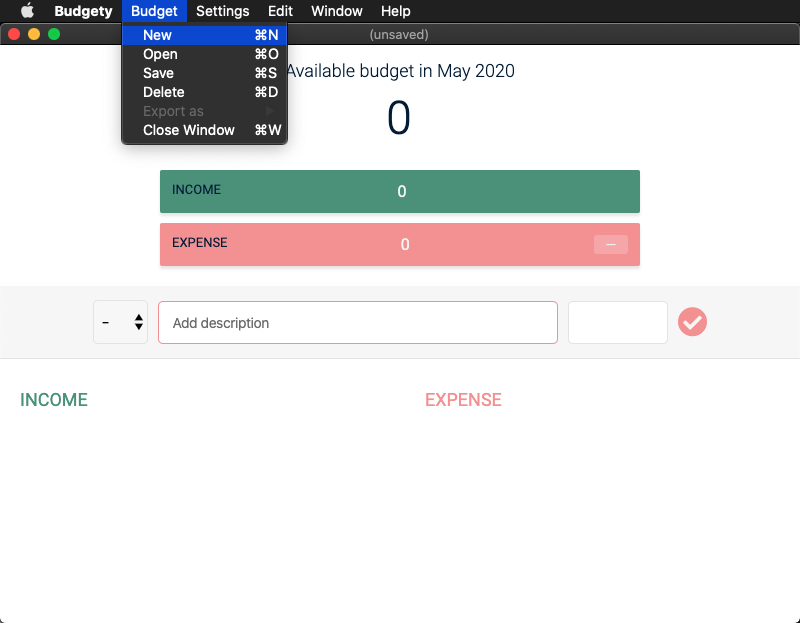 Budgety Budget Settings Edit Window Help
(unsaved)
New ⌘N
Open ⌘O
Save ⌘S
Delete ⌘D
Export as
Close Window ⌘W
Available budget in May 2020
0
INCOME 0
EXPENSE 0 –
– Add description
INCOME EXPENSE